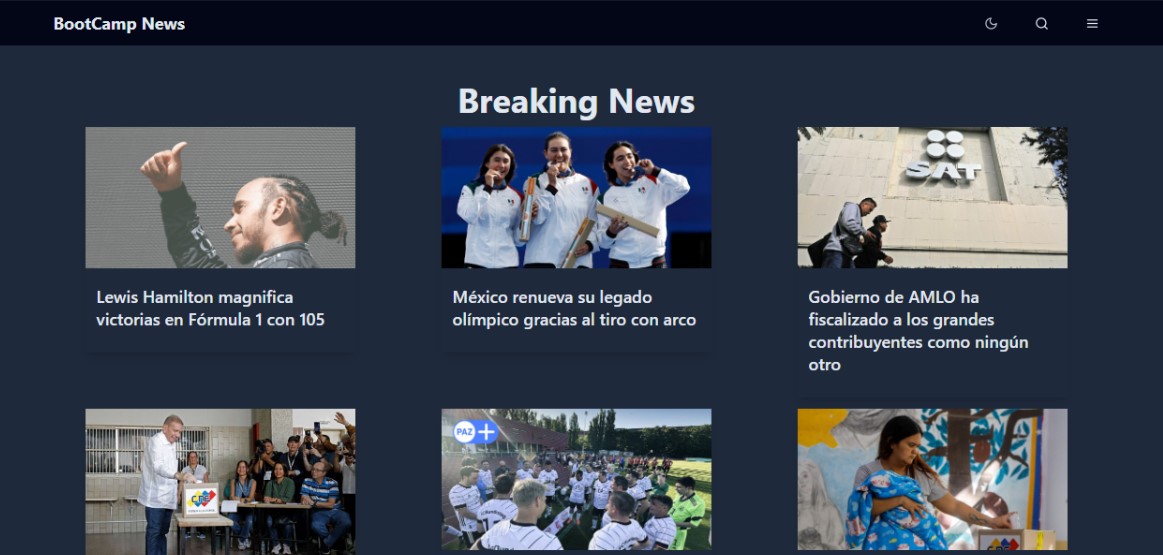 BootCamp News
Breaking News
SAT
Lewis Hamilton magnifica
victorias en Fórmula 1 con 105
México renueva su legado
olímpico gracias al tiro con arco
Gobierno de AMLO ha
fiscalizado a los grandes
contribuyentes como ningún
otro
PAZ+